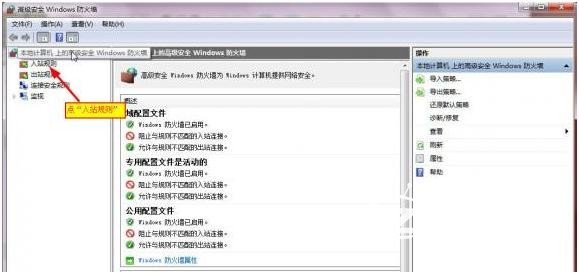 高级安全 Windows 防火墙
文件(F) 操作(A) 查看(V) 帮助(H)
本地计算机 上的高级安全 Windows 防火墙
上的高级安全 Windows 防火墙
入站规则
出站规则
连接安全规则
监视
点“入站规则”
高级安全 Windows 防火墙为 Windows 计算机提供网络安全。
概述
域配置文件
Windows 防火墙已启用。
阻止与规则不匹配的入站连接。
允许与规则不匹配的出站连接。
专用配置文件是活动的
Windows 防火墙已启用。
阻止与规则不匹配的入站连接。
允许与规则不匹配的出站连接。
公用配置文件
Windows 防火墙已启用。
阻止与规则不匹配的入站连接。
允许与规则不匹配的出站连接。
Windows 防火墙属性
操作
本地计算机 上的高级安全 Windows 防火墙
导入策略...
导出策略...
还原默认策略
诊断/修复
查看
刷新
属性
帮助